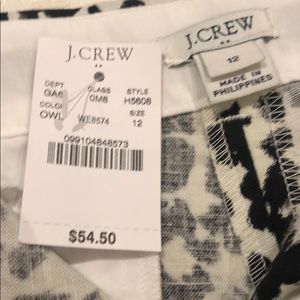 J.CREW
DEPT
GA6
CLASS
GM8
STYLE
H5608
COLOR
OWL
WE8574
SIZE
12
099104848573
$54.50
J.CREW
12
MADE IN
PHILIPPINES